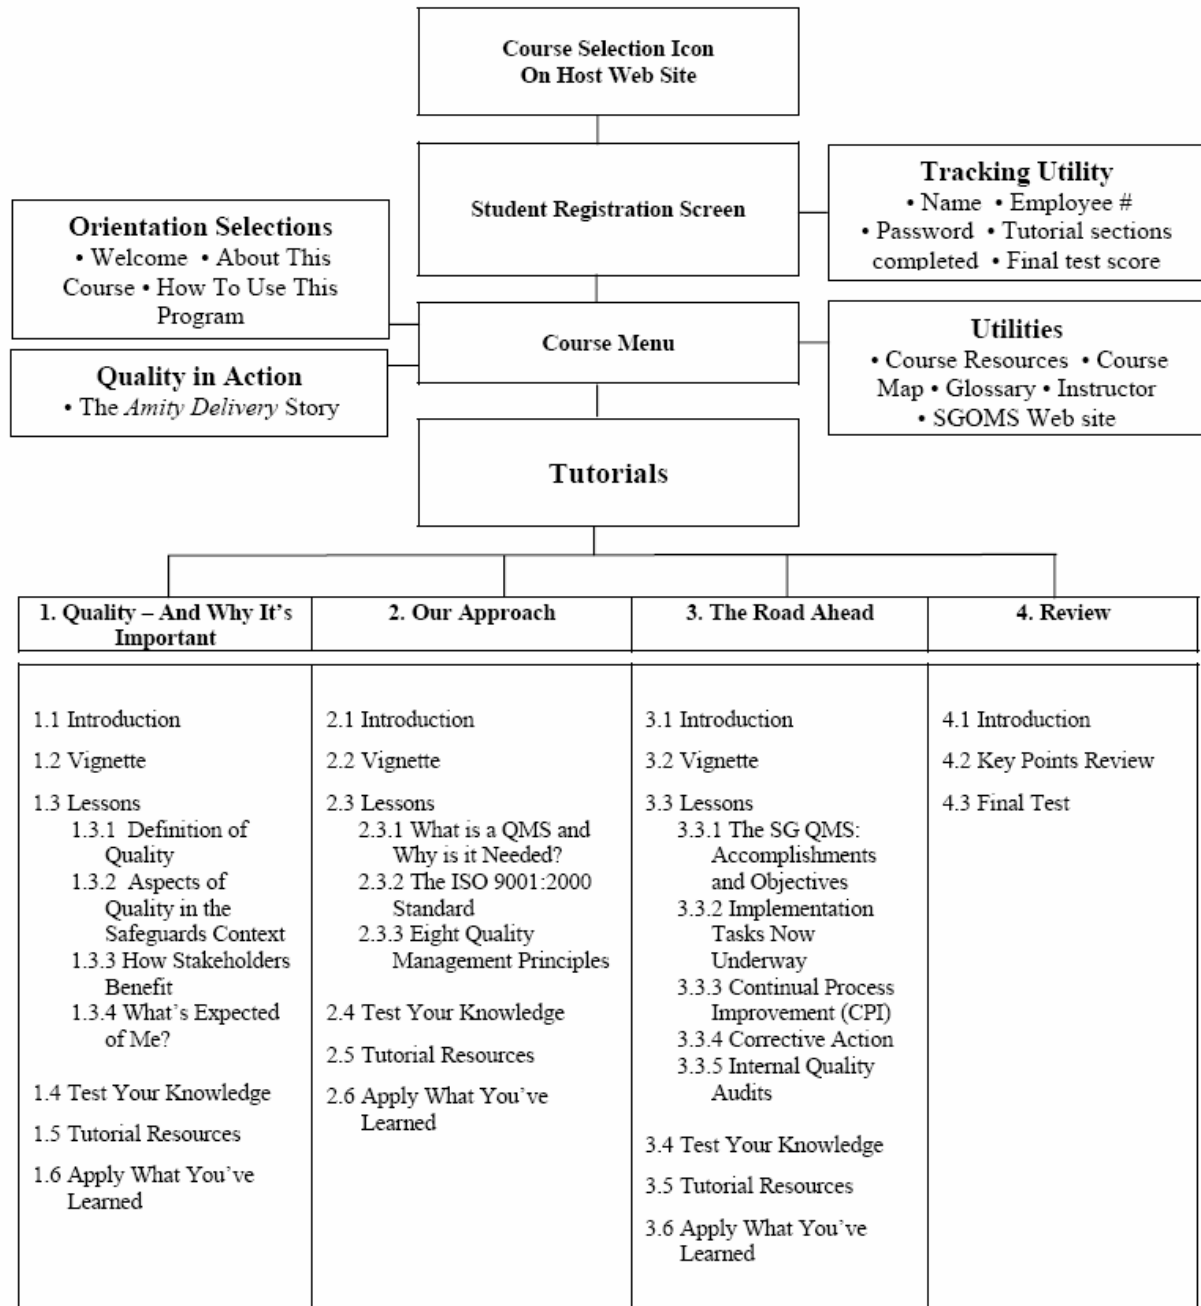 Course Selection Icon
On Host Web Site
Student Registration Screen
Tracking Utility
• Name • Employee #
• Password • Tutorial sections
completed • Final test score
Orientation Selections
• Welcome • About This
Course • How To Use This
Program
Course Menu
Utilities
• Course Resources • Course
Map • Glossary • Instructor
• SGOMS Web site
Quality in Action
• The Amity Delivery Story
Tutorials
1. Quality – And Why It’s
Important
1.1 Introduction
1.2 Vignette
1.3 Lessons
1.3.1 Definition of
Quality
1.3.2 Aspects of
Quality in the
Safeguards Context
1.3.3 How Stakeholders
Benefit
1.3.4 What’s Expected
of Me?
1.4 Test Your Knowledge
1.5 Tutorial Resources
1.6 Apply What You’ve
Learned
2. Our Approach
2.1 Introduction
2.2 Vignette
2.3 Lessons
2.3.1 What is a QMS and
Why is it Needed?
2.3.2 The ISO 9001:2000
Standard
2.3.3 Eight Quality
Management Principles
2.4 Test Your Knowledge
2.5 Tutorial Resources
2.6 Apply What You’ve
Learned
3. The Road Ahead
3.1 Introduction
3.2 Vignette
3.3 Lessons
3.3.1 The SG QMS:
Accomplishments
and Objectives
3.3.2 Implementation
Tasks Now
Underway
3.3.3 Continual Process
Improvement (CPI)
3.3.4 Corrective Action
3.3.5 Internal Quality
Audits
3.4 Test Your Knowledge
3.5 Tutorial Resources
3.6 Apply What You’ve
Learned
4. Review
4.1 Introduction
4.2 Key Points Review
4.3 Final Test